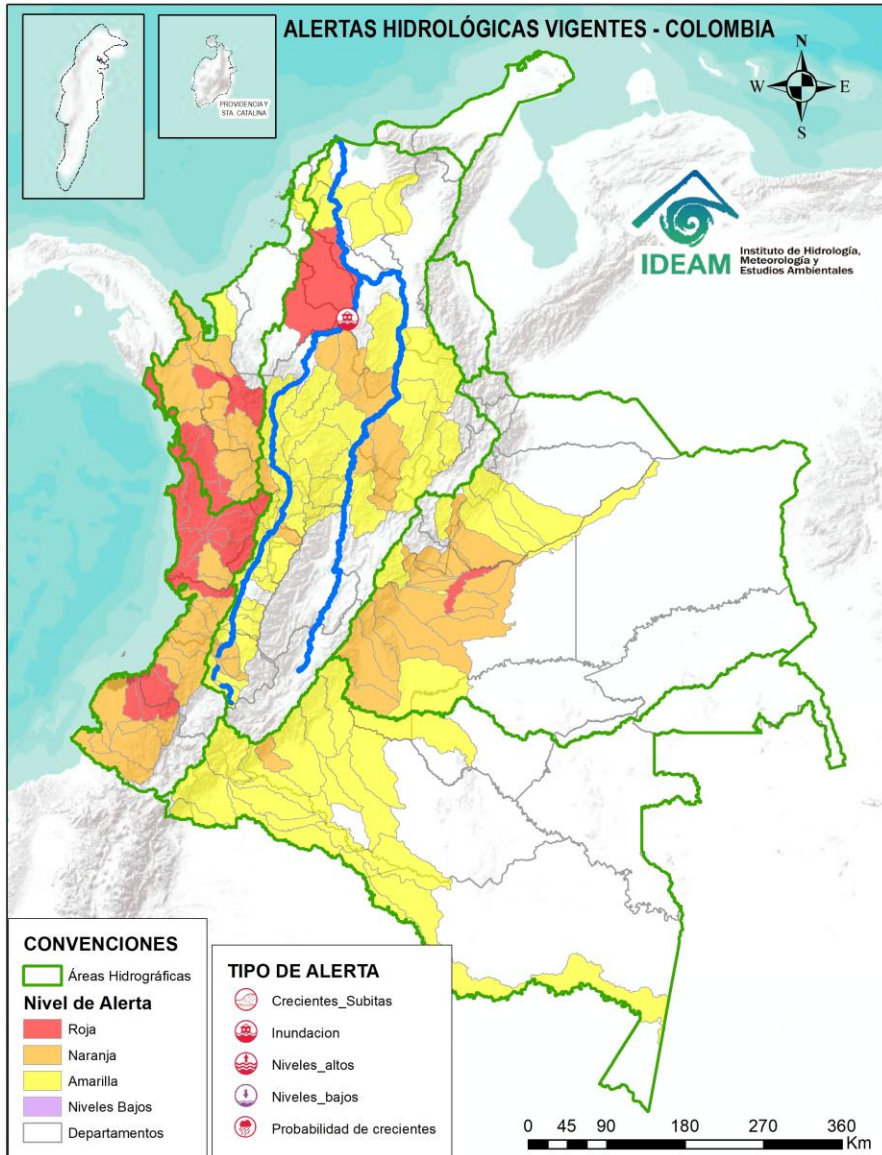 ALERTAS HIDROLÓGICAS VIGENTES - COLOMBIA
PROVIDENCIA Y
STA. CATALINA
N
W
E
S
IDEAM
Instituto de Hidrología,
Meteorología y
Estudios Ambientales
CONVENCIONES
Áreas Hidrográficas
Nivel de Alerta
Roja
Naranja
Amarilla
Niveles Bajos
Departamentos
TIPO DE ALERTA
Crecientes_Subitas
Inundacion
Niveles_altos
Niveles_bajos
Probabilidad de crecientes
0 45 90 180 270 360
Km